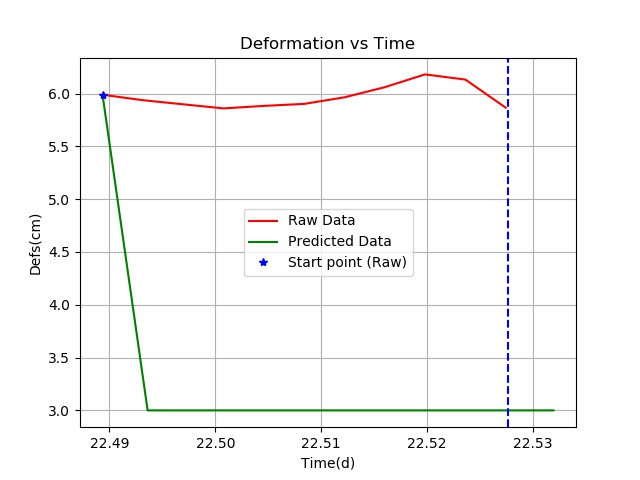 Deformation vs Time
Defs(cm)
6.0
5.5
5.0
4.5
4.0
3.5
3.0
Raw Data
Predicted Data
Start point (Raw)
22.49 22.50 22.51 22.52 22.53
Time(d)